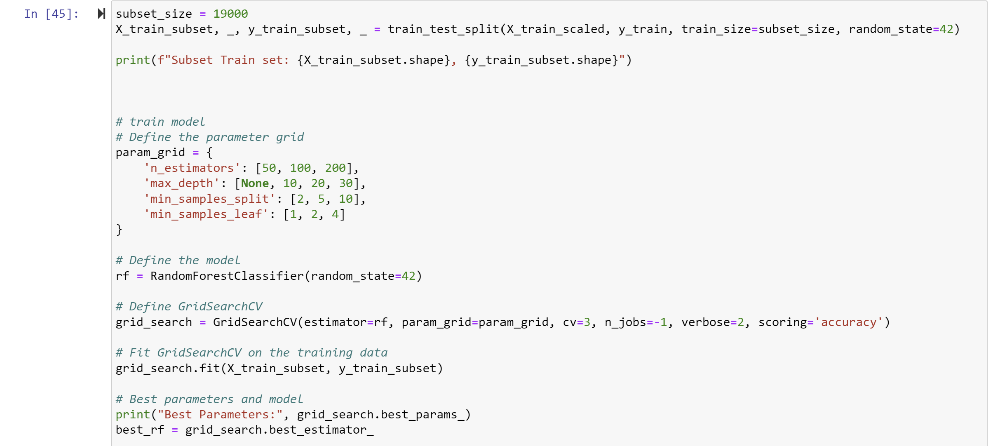 In [45]:
subset_size = 19000
X_train_subset, _, y_train_subset, _ = train_test_split(X_train_scaled, y_train, train_size=subset_size, random_state=42)
print(f"Subset Train set: {X_train_subset.shape}, {y_train_subset.shape}")
# train model
# Define the parameter grid
param_grid = {
    'n_estimators': [50, 100, 200],
    'max_depth': [None, 10, 20, 30],
    'min_samples_split': [2, 5, 10],
    'min_samples_leaf': [1, 2, 4]
}
# Define the model
rf = RandomForestClassifier(random_state=42)
# Define GridSearchCV
grid_search = GridSearchCV(estimator=rf, param_grid=param_grid, cv=3, n_jobs=-1, verbose=2, scoring='accuracy')
# Fit GridSearchCV on the training data
grid_search.fit(X_train_subset, y_train_subset)
# Best parameters and model
print("Best Parameters:", grid_search.best_params_)
best_rf = grid_search.best_estimator_